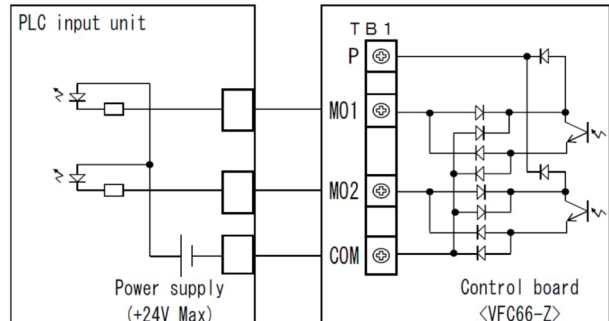 PLC input unit
TB1
P
MO1
MO2
COM
Power supply
(+24V Max)
Control board
<VFC66-Z>